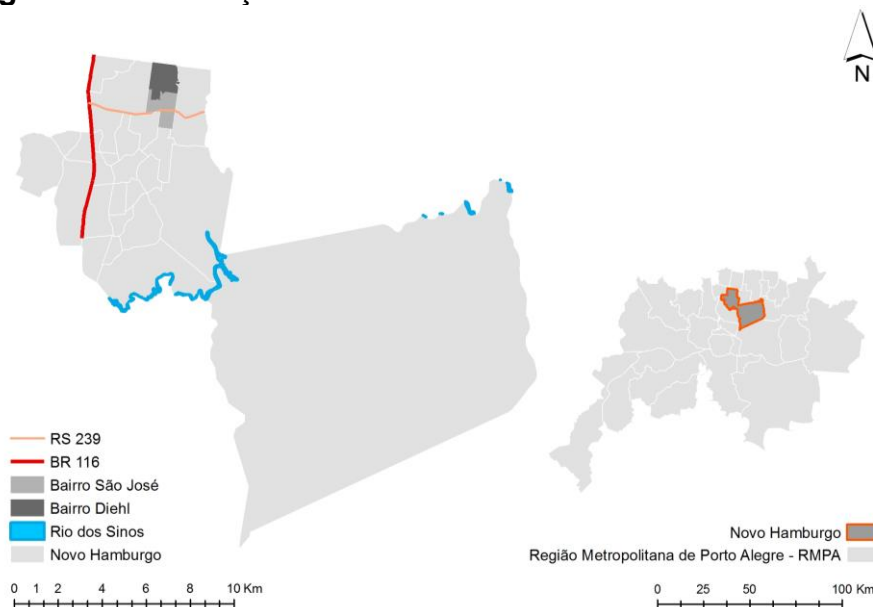 N
RS 239
BR 116
Bairro São José
Bairro Diehl
Rio dos Sinos
Novo Hamburgo
0 1 2 4 6 8 10 Km
Novo Hamburgo
Região Metropolitana de Porto Alegre - RMPA
0 25 50 100 Km